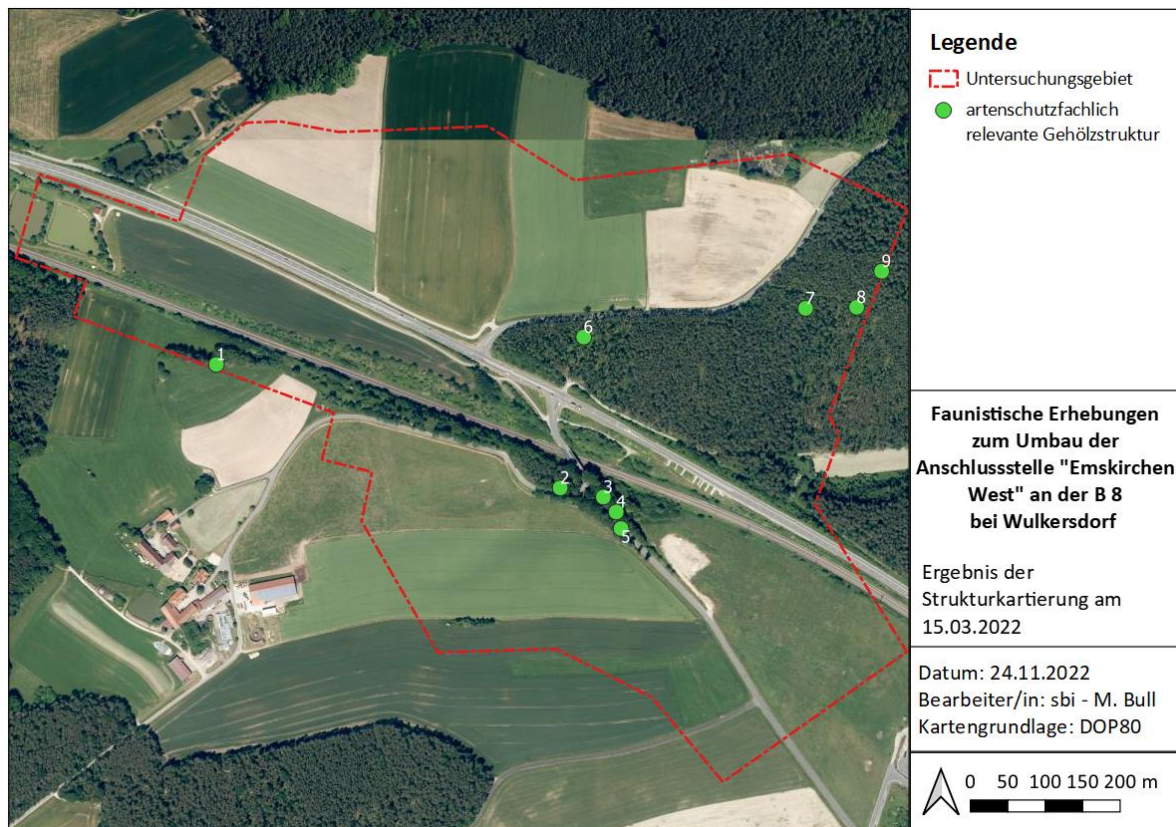 Legende
Untersuchungsgebiet
artenschutzfachlich
relevante Gehölzstruktur
1
2
3
4
5
6
7
8
9
Faunistische Erhebungen
zum Umbau der
Anschlussstelle "Emskirchen
West" an der B 8
bei Wulkersdorf
Ergebnis der
Strukturkartierung am
15.03.2022
Datum: 24.11.2022
Bearbeiter/in: sbi - M. Bull
Kartengrundlage: DOP80
0 50 100 150 200 m